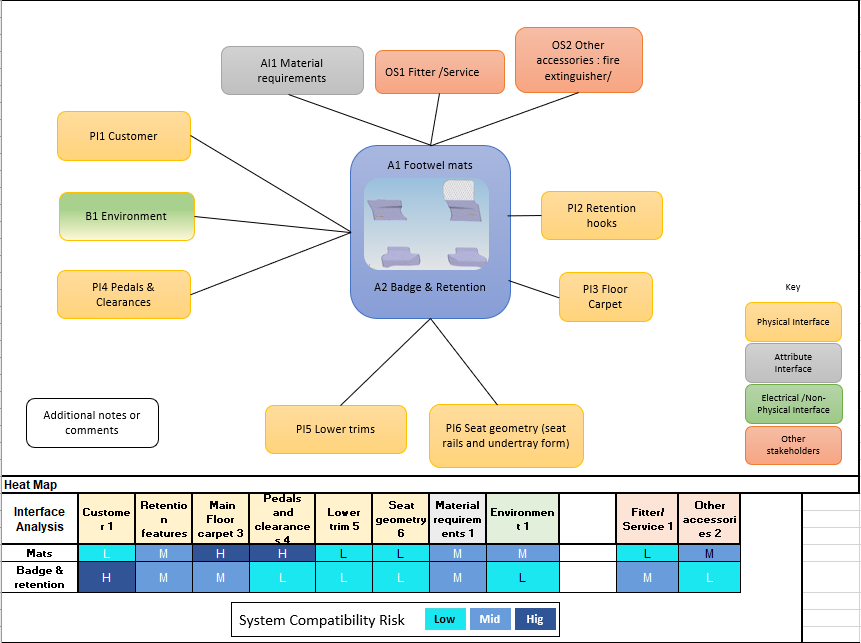 AI1 Material
requirements
OS1 Fitter /Service
OS2 Other
accessories : fire
extinguisher/
PI1 Customer
B1 Environment
PI4 Pedals &
Clearances
A1 Footwel mats
A2 Badge & Retention
PI2 Retention
hooks
PI3 Floor
Carpet
PI5 Lower trims
PI6 Seat geometry (seat
rails and undertray form)
Additional notes or
comments
Key
Physical Interface
Attribute
Interface
Electrical /Non-
Physical Interface
Other
stakeholders
Heat Map
Interface
Analysis
Custome
r 1
Retentio
n
features
Main
Floor
carpet 3
Pedals
and
clearance
s 4
Lower
trim 5
Seat
geometry
6
Material
requirem
ents 1
Environmen
t 1
Fitter/
Service 1
Other
accessori
es 2
Mats L M H H L L M M L M
Badge &
retention
H M M L L L M L M L
System Compatibility Risk Low Mid Hig